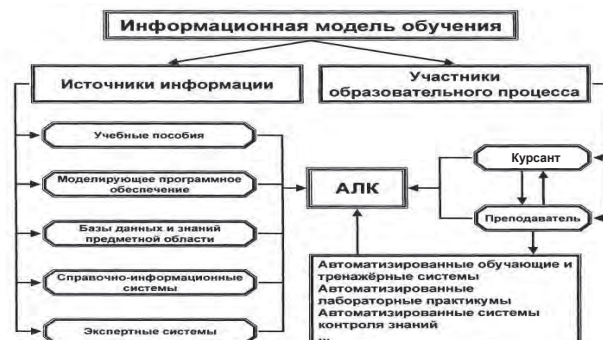 Информационная модель обучения
Источники информации
Участники
образовательного процесса
Учебные пособия
Моделирующее программное
обеспечение
Базы данных и знаний
предметной области
Справочно-информационные
системы
Экспертные системы
АЛК
Курсант
Преподаватель
Автоматизированные обучающие и
тренажёрные системы
Автоматизированные
лабораторные практикумы
Автоматизированные системы
контроля знаний
...